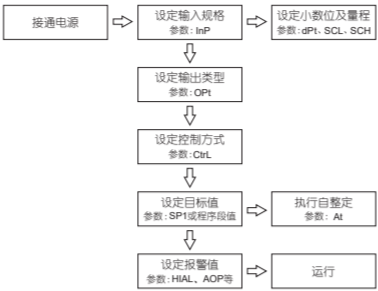 接通电源
设定输入规格
参数: InP
设定小数位及量程
参数: dPt、SCL、SCH
设定输出类型
参数: OPt
设定控制方式
参数: CtrL
设定目标值
参数: SP1或程序段值
执行自整定
参数: At
设定报警值
参数: HIAL、AOP等
运行